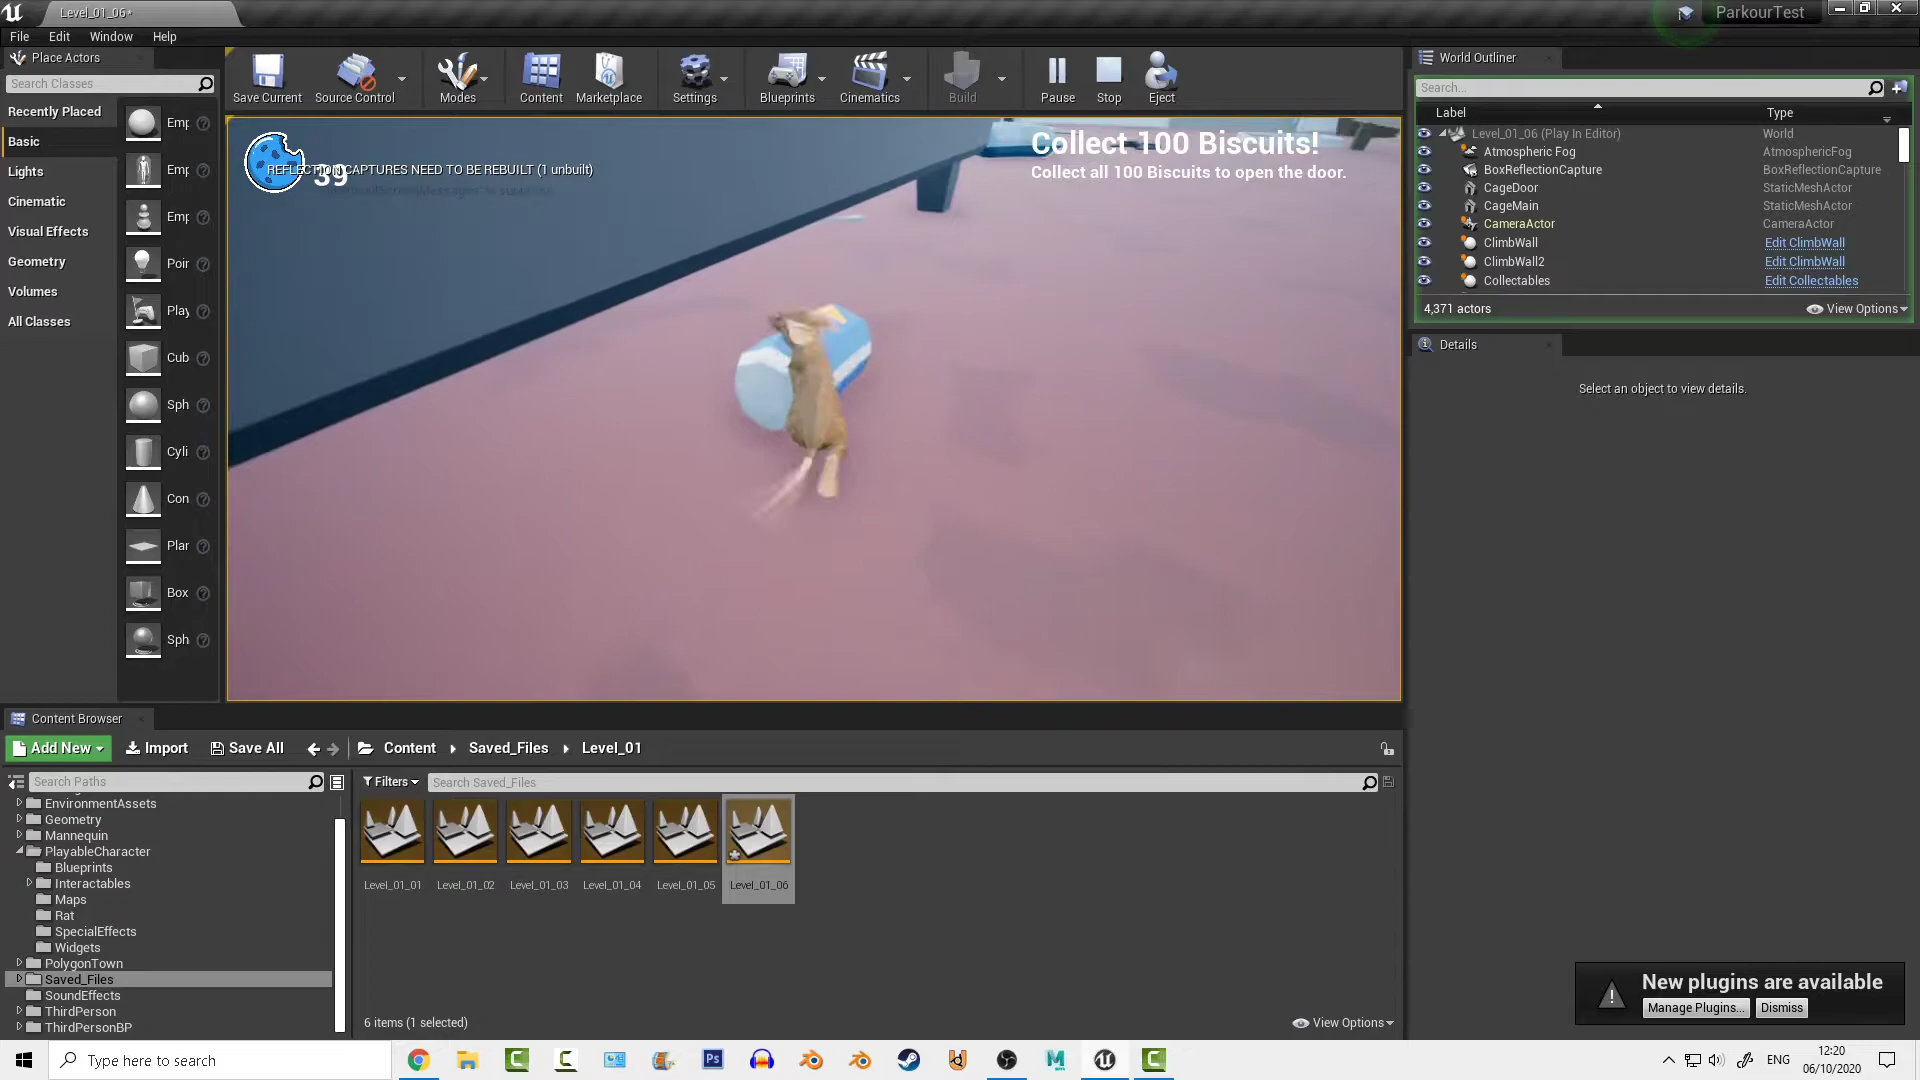 Level_01_06*
ParkourTest
File Edit Window Help
Place Actors
Search Classes
Recently Placed
Basic
Lights
Cinematic
Visual Effects
Geometry
Volumes
All Classes
Emp
Emp
Emp
Poir
Play
Cub
Sph
Cyli
Con
Plar
Box
Sph
Save Current
Source Control
Modes
Content
Marketplace
Settings
Blueprints
Cinematics
Build
Pause
Stop
Eject
39
REFLECTION CAPTURES NEED TO BE REBUILT (1 unbuilt)
Collect 100 Biscuits!
Collect all 100 Biscuits to open the door.
World Outliner
Search...
Label Type
Level_01_06 (Play In Editor) World
Atmospheric Fog AtmosphericFog
BoxReflectionCapture BoxReflectionCapture
CageDoor StaticMeshActor
CageMain StaticMeshActor
CameraActor CameraActor
ClimbWall Edit ClimbWall
ClimbWall2 Edit ClimbWall
Collectables Edit Collectables
4,371 actors View Options
Details
Select an object to view details.
Content Browser
Add New Import Save All Content Saved_Files Level_01
Search Paths
EnvironmentAssets
Geometry
Mannequin
PlayableCharacter
Blueprints
Interactables
Maps
Rat
SpecialEffects
Widgets
PolygonTown
Saved_Files
SoundEffects
ThirdPerson
ThirdPersonBP
Filters Search Saved_Files
Level_01_01 Level_01_02 Level_01_03 Level_01_04 Level_01_05 Level_01_06
6 items (1 selected) View Options
New plugins are available
Manage Plugins... Dismiss
Type here to search
ENG
12:20
06/10/2020